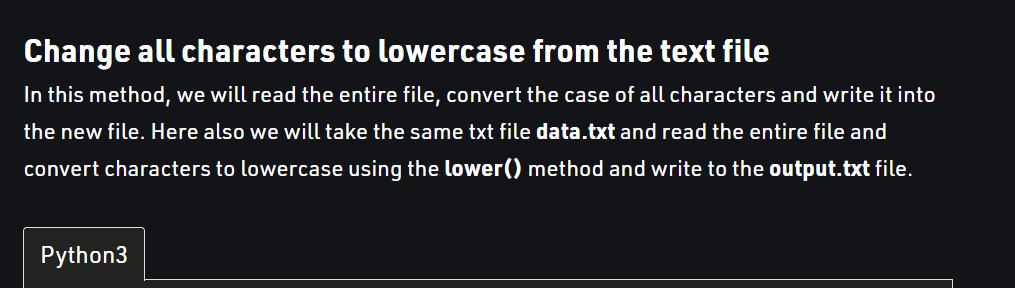 Change all characters to lowercase from the text file
In this method, we will read the entire file, convert the case of all characters and write it into
the new file. Here also we will take the same txt file data.txt and read the entire file and
convert characters to lowercase using the lower() method and write to the output.txt file.
Python3